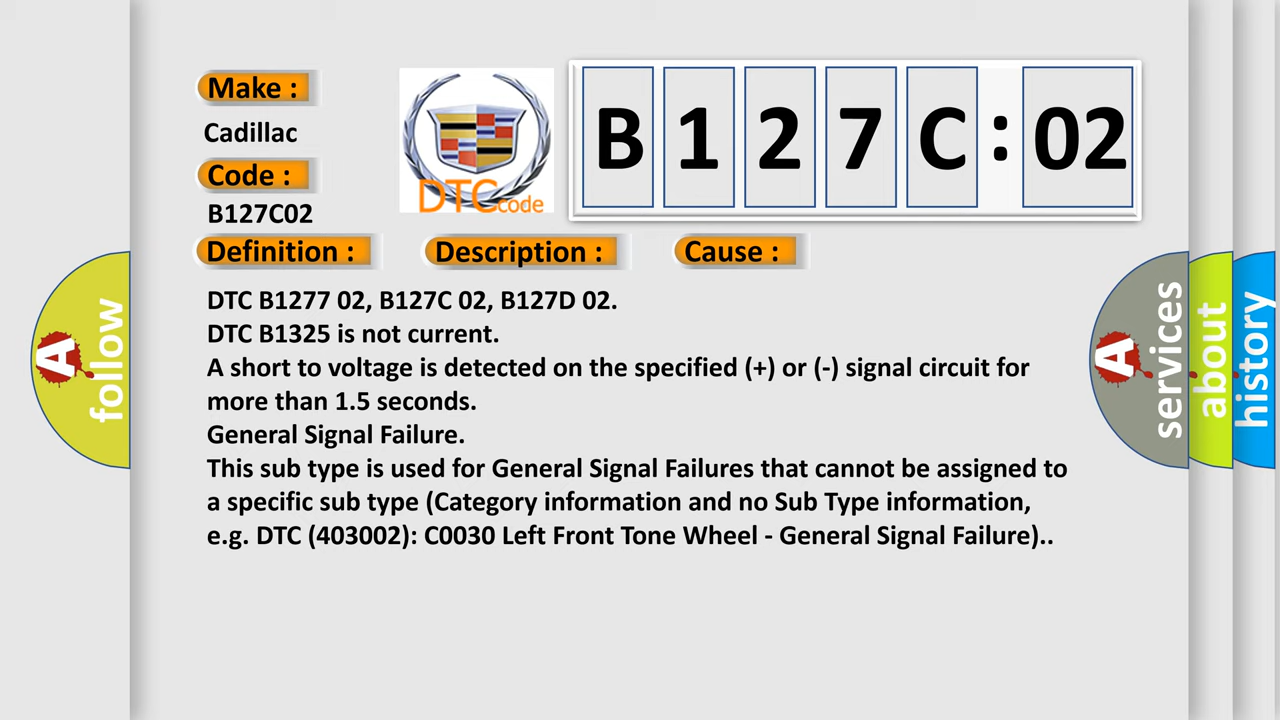 Make :
Cadillac
Code :
B127C02
DTC code
B 1 2 7 C : 02
Definition :
Description :
Cause :
DTC B1277 02, B127C 02, B127D 02.
DTC B1325 is not current.
A short to voltage is detected on the specified (+) or (-) signal circuit for
more than 1.5 seconds.
General Signal Failure.
This sub type is used for General Signal Failures that cannot be assigned to
a specific sub type (Category information and no Sub Type information,
e.g. DTC (403002): C0030 Left Front Tone Wheel - General Signal Failure)..
A
follow
A
services
about
history